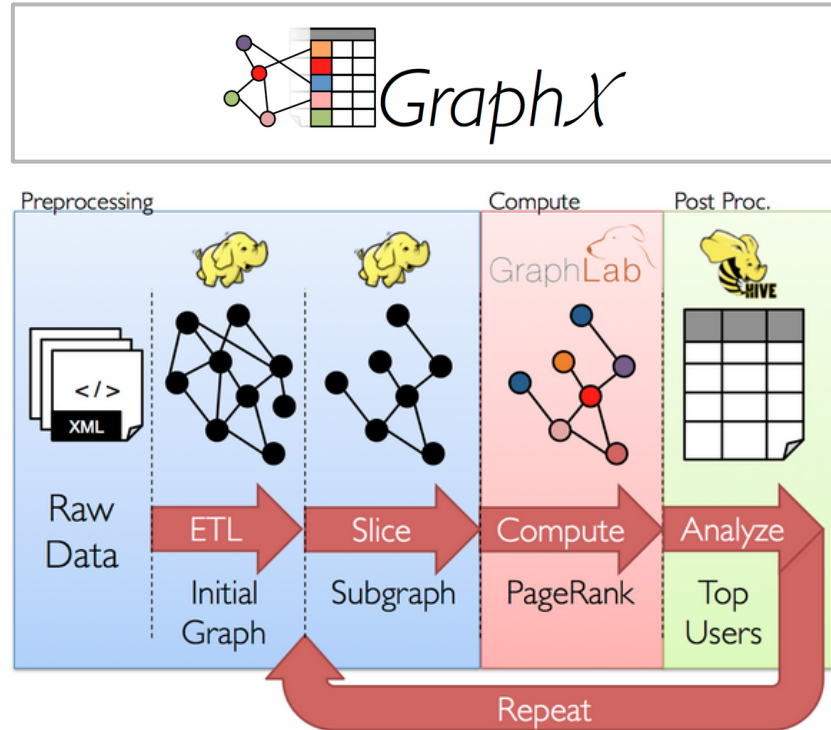 GraphX
Preprocessing
Compute
Post Proc.
GraphLab
HIVE
</>
XML
Raw
Data
ETL
Slice
Compute
Analyze
Initial
Graph
Subgraph
PageRank
Top
Users
Repeat